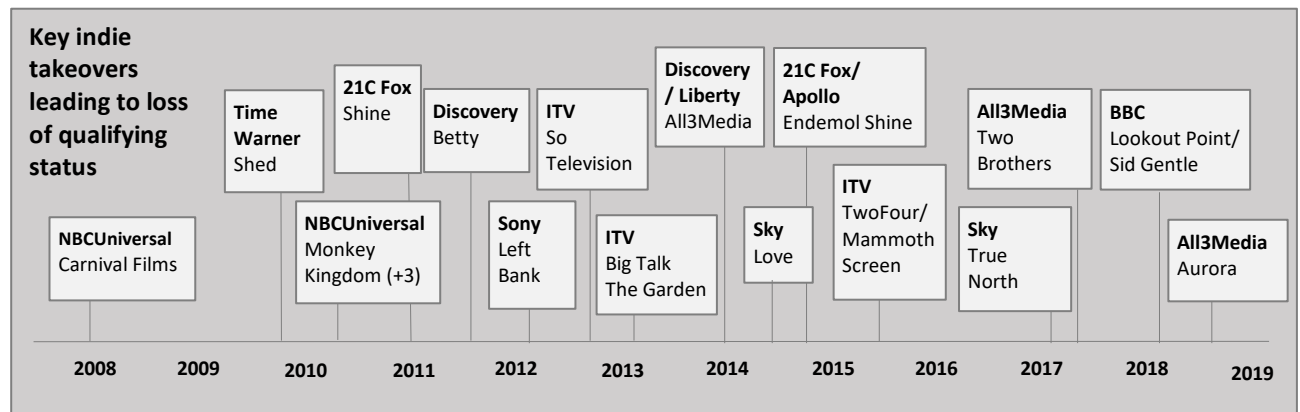 Key indie
takeovers
leading to loss
of qualifying
status
NBCUniversal
Carnival Films
Time
Warner
Shed
NBCUniversal
Monkey
Kingdom (+3)
21C Fox
Shine
Discovery
Betty
Sony
Left
Bank
ITV
So
Television
ITV
Big Talk
The Garden
Discovery
/ Liberty
All3Media
Sky
Love
21C Fox/
Apollo
Endemol Shine
ITV
TwoFour/
Mammoth
Screen
Sky
True
North
All3Media
Two
Brothers
BBC
Lookout Point/
Sid Gentle
All3Media
Aurora
2008
2009
2010
2011
2012
2013
2014
2015
2016
2017
2018
2019